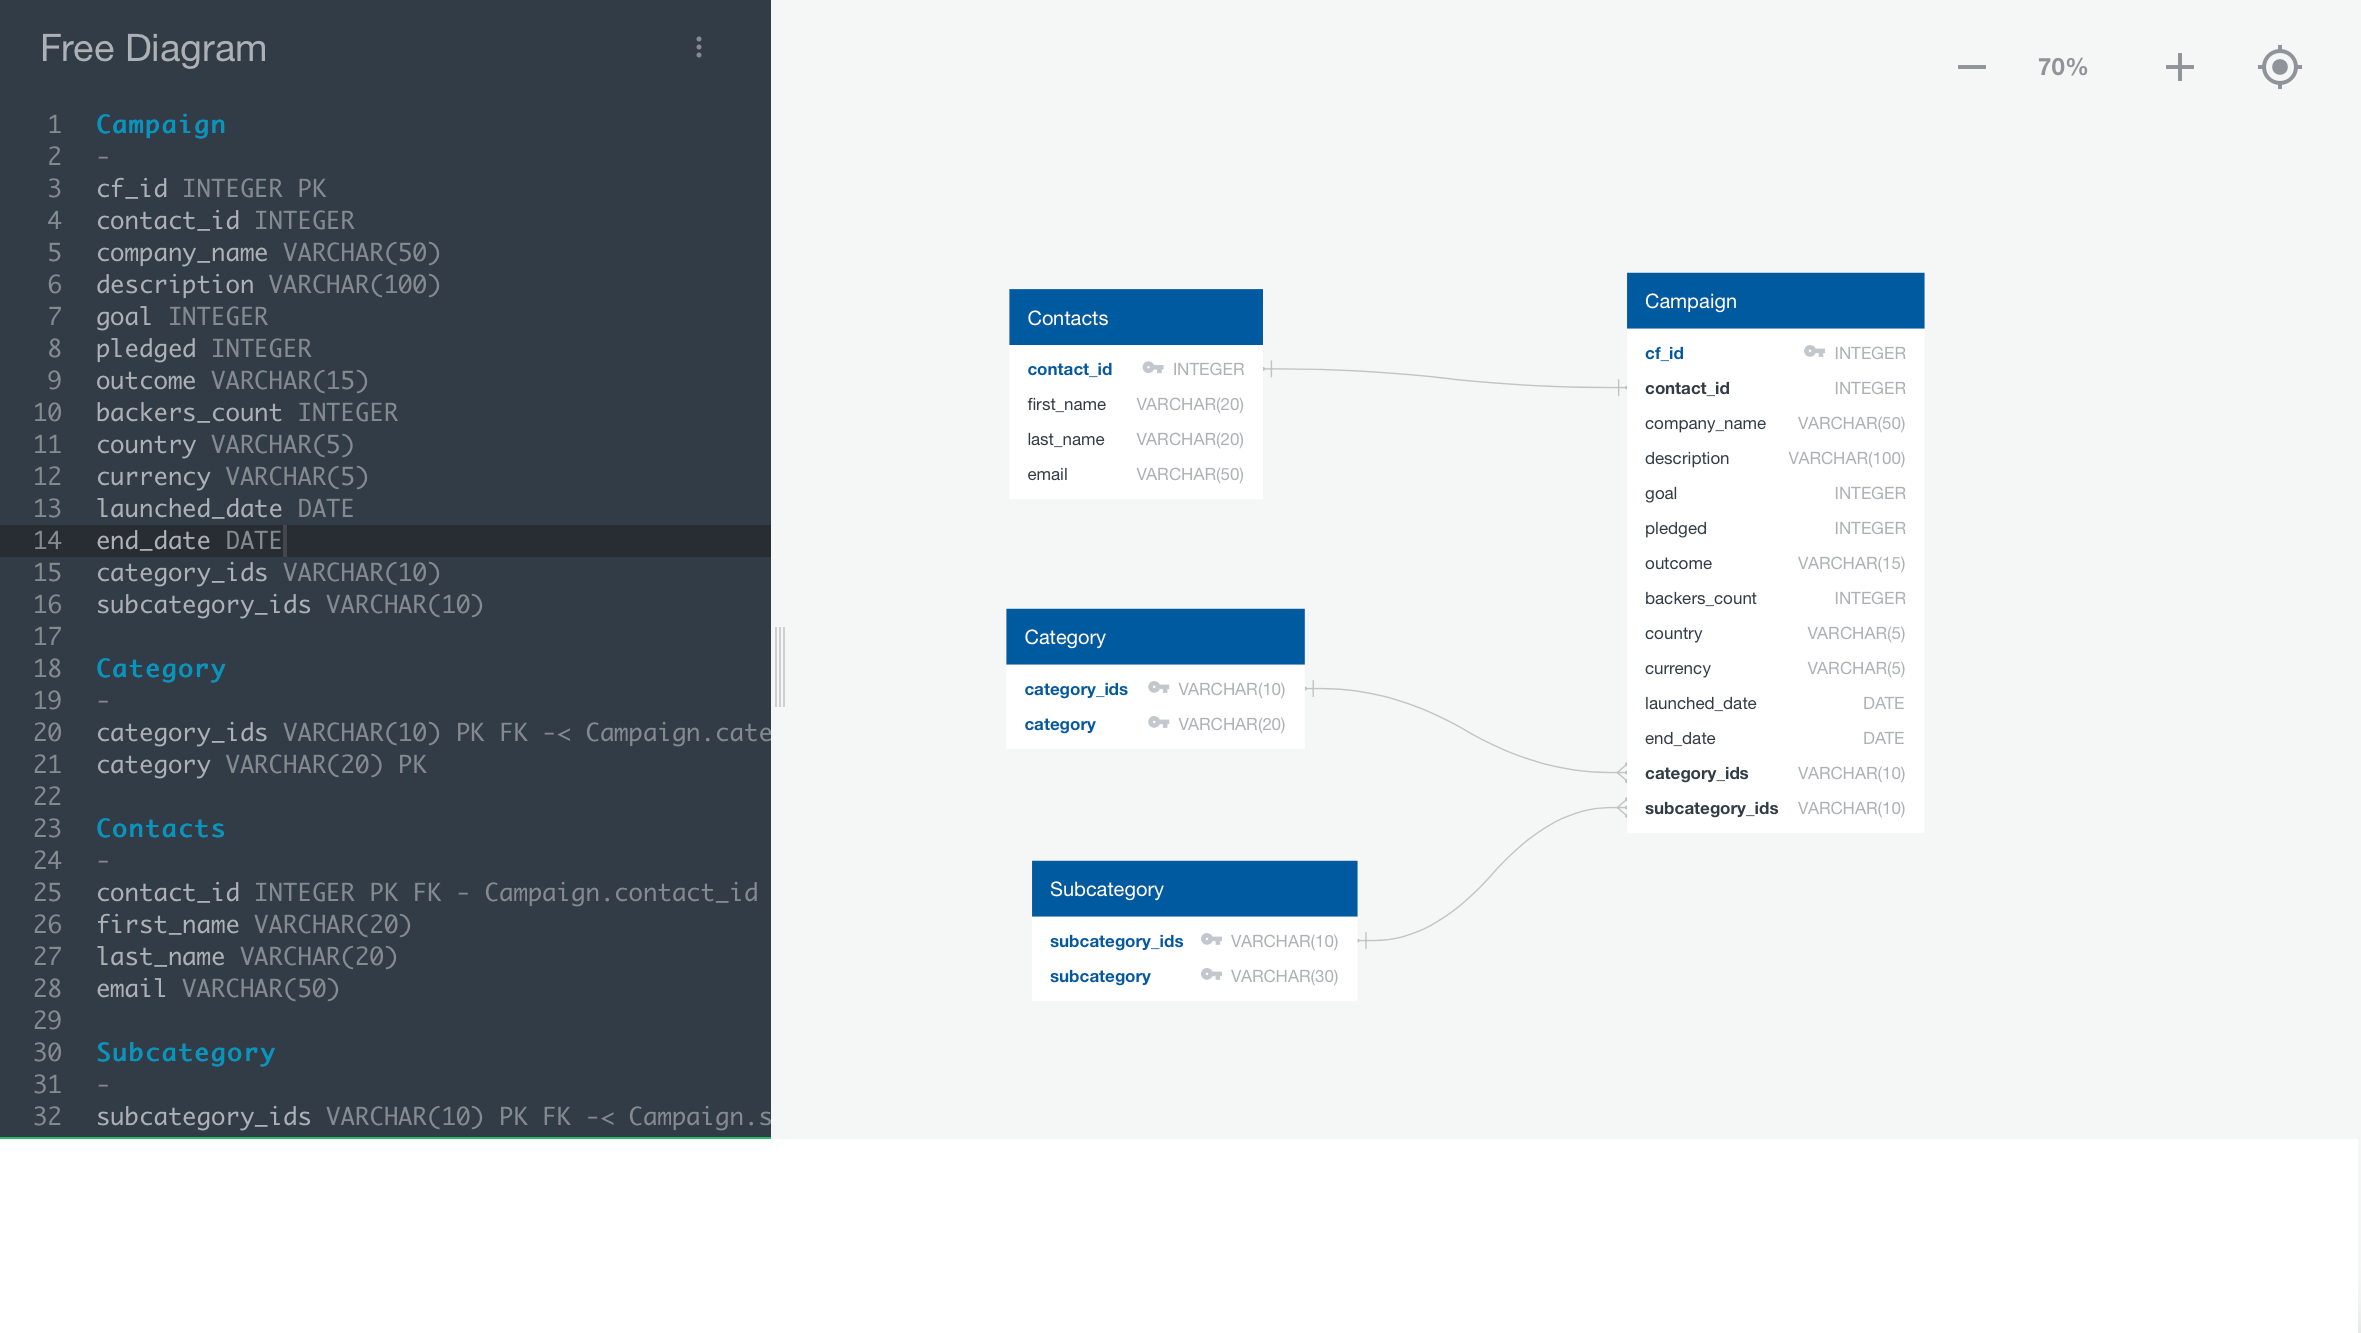 Free Diagram
1 Campaign
2 -
3 cf_id INTEGER PK
4 contact_id INTEGER
5 company_name VARCHAR(50)
6 description VARCHAR(100)
7 goal INTEGER
8 pledged INTEGER
9 outcome VARCHAR(15)
10 backers_count INTEGER
11 country VARCHAR(5)
12 currency VARCHAR(5)
13 launched_date DATE
14 end_date DATE
15 category_ids VARCHAR(10)
16 subcategory_ids VARCHAR(10)
17
18 Category
19 -
20 category_ids VARCHAR(10) PK FK -< Campaign.cate
21 category VARCHAR(20) PK
22
23 Contacts
24 -
25 contact_id INTEGER PK FK - Campaign.contact_id
26 first_name VARCHAR(20)
27 last_name VARCHAR(20)
28 email VARCHAR(50)
29
30 Subcategory
31 -
32 subcategory_ids VARCHAR(10) PK FK -< Campaign.s
70%
Contacts
contact_id INTEGER
first_name VARCHAR(20)
last_name VARCHAR(20)
email VARCHAR(50)
Category
category_ids VARCHAR(10)
category VARCHAR(20)
Subcategory
subcategory_ids VARCHAR(10)
subcategory VARCHAR(30)
Campaign
cf_id INTEGER
contact_id INTEGER
company_name VARCHAR(50)
description VARCHAR(100)
goal INTEGER
pledged INTEGER
outcome VARCHAR(15)
backers_count INTEGER
country VARCHAR(5)
currency VARCHAR(5)
launched_date DATE
end_date DATE
category_ids VARCHAR(10)
subcategory_ids VARCHAR(10)